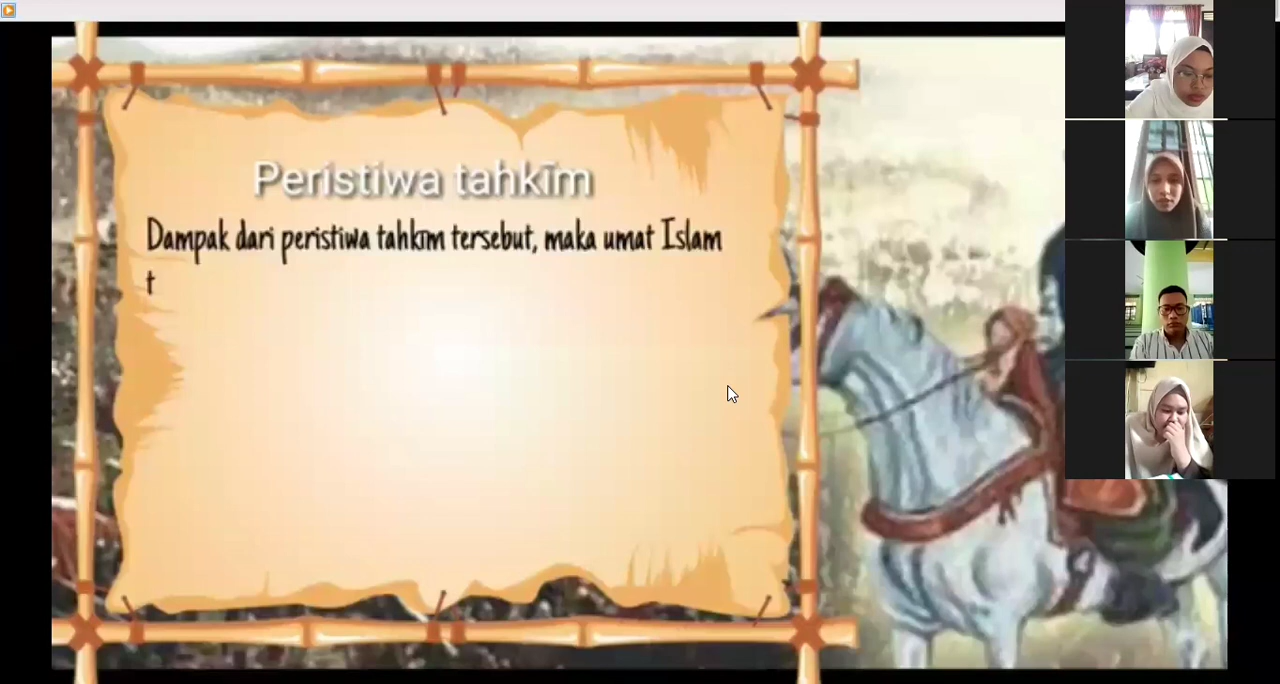 Peristiwa tahkīm
Dampak dari peristiwa tahkīm tersebut, maka umat Islam
t